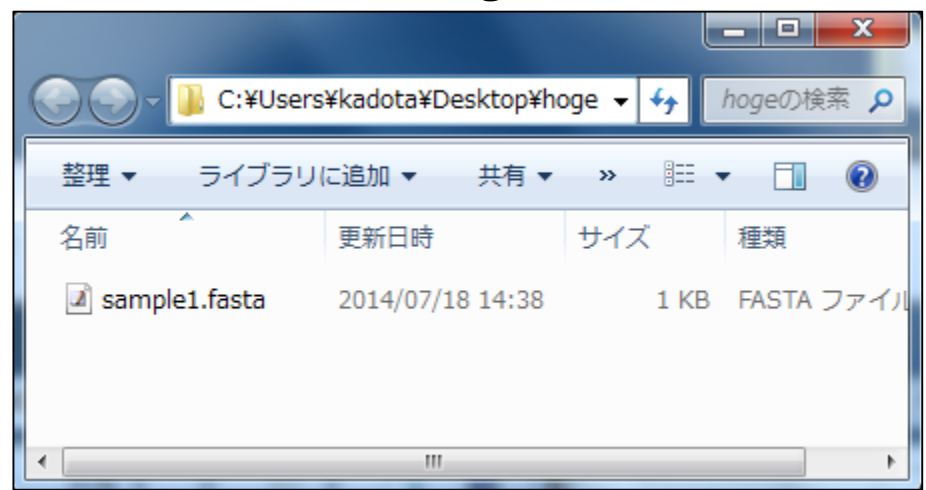 C:¥Users¥kadota¥Desktop¥hoge hogeの検索
整理 ライブラリに追加 共有 »
名前 更新日時 サイズ 種類
sample1.fasta 2014/07/18 14:38 1 KB FASTA ファイル